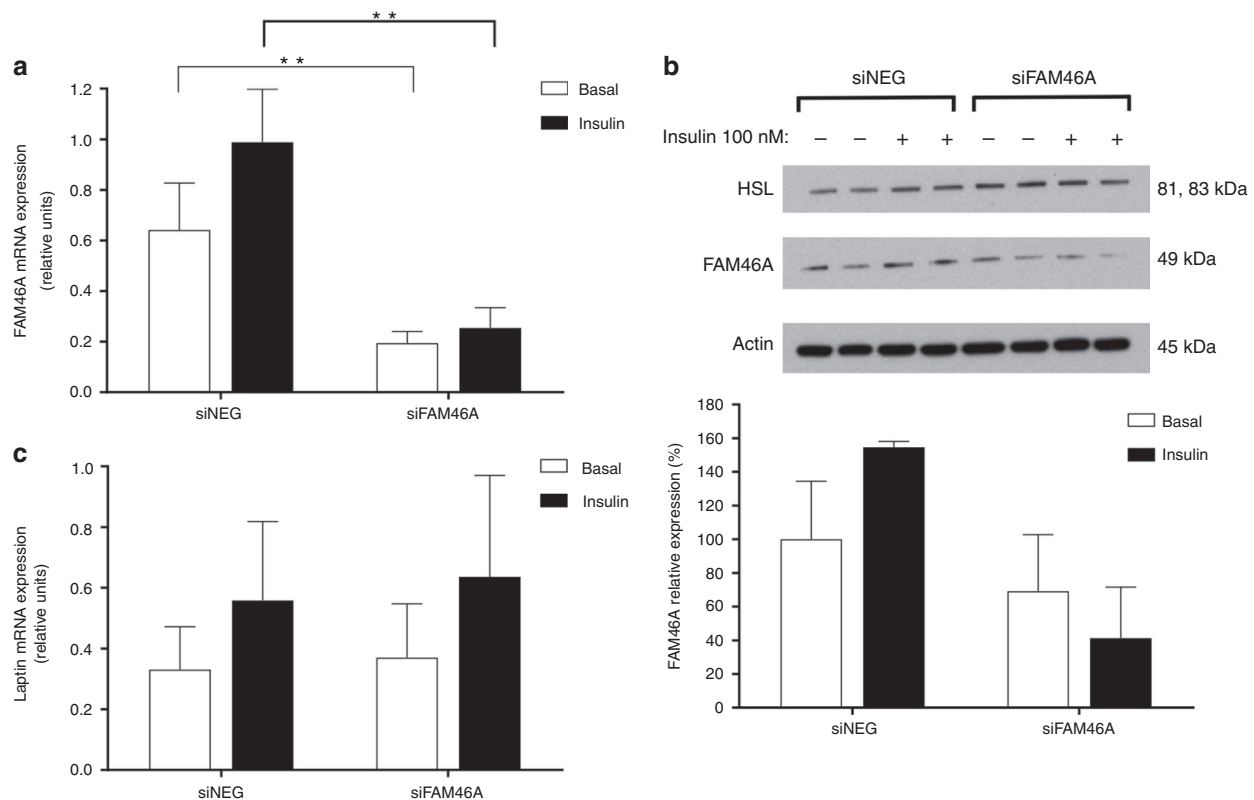 a
* *
* *
Basal
Insulin
FAM46A mRNA expression
(relative units)
1.2
1.0
0.8
0.6
0.4
0.2
0.0
siNEG
siFAM46A
b
siNEG
siFAM46A
Insulin 100 nM:
– – + + – – + +
HSL
81, 83 kDa
FAM46A
49 kDa
Actin
45 kDa
Basal
Insulin
FAM46A relative expression (%)
180
160
140
120
100
80
60
40
20
0
siNEG
siFAM46A
c
Basal
Insulin
Laptin mRNA expression
(relative units)
1.0
0.8
0.6
0.4
0.2
0.0
siNEG
siFAM46A